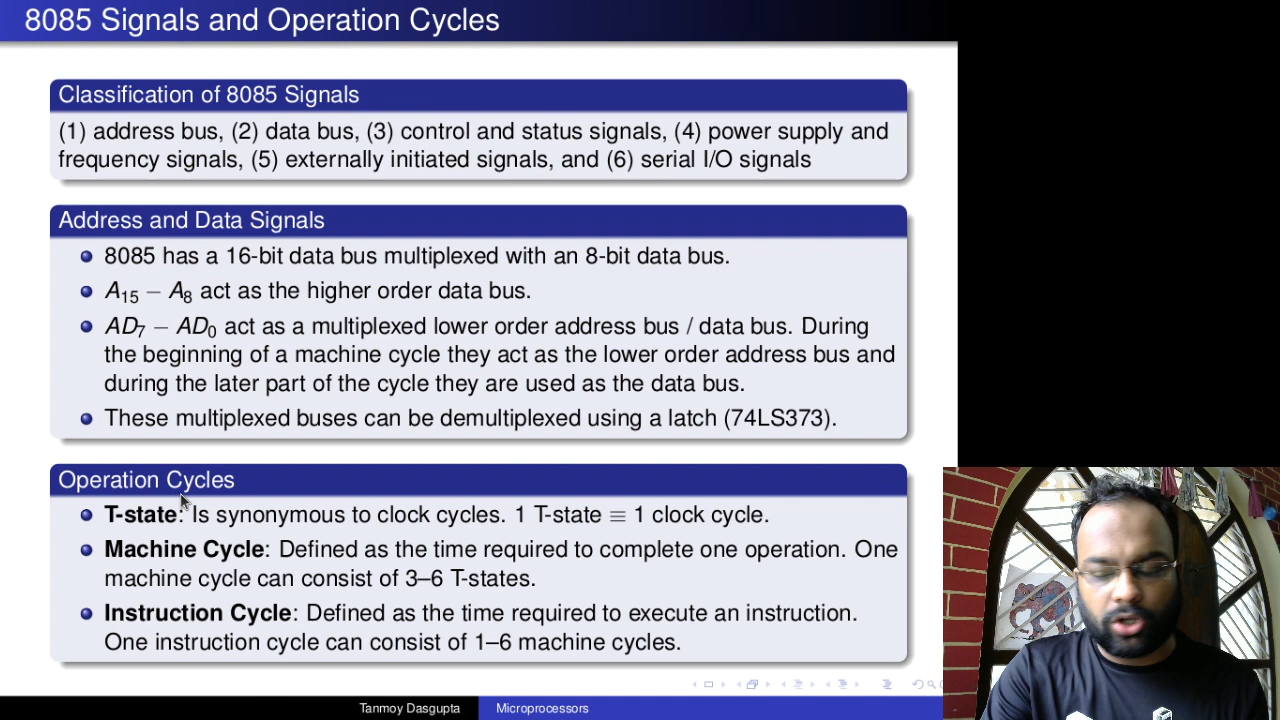 8085 Signals and Operation Cycles
Classification of 8085 Signals
(1) address bus, (2) data bus, (3) control and status signals, (4) power supply and
frequency signals, (5) externally initiated signals, and (6) serial I/O signals
Address and Data Signals
8085 has a 16-bit data bus multiplexed with an 8-bit data bus.
A₁₅ − A₈ act as the higher order data bus.
AD₇ − AD₀ act as a multiplexed lower order address bus / data bus. During
the beginning of a machine cycle they act as the lower order address bus and
during the later part of the cycle they are used as the data bus.
These multiplexed buses can be demultiplexed using a latch (74LS373).
Operation Cycles
T-state: Is synonymous to clock cycles. 1 T-state ≡ 1 clock cycle.
Machine Cycle: Defined as the time required to complete one operation. One
machine cycle can consist of 3–6 T-states.
Instruction Cycle: Defined as the time required to execute an instruction.
One instruction cycle can consist of 1–6 machine cycles.
Tanmoy Dasgupta Microprocessors